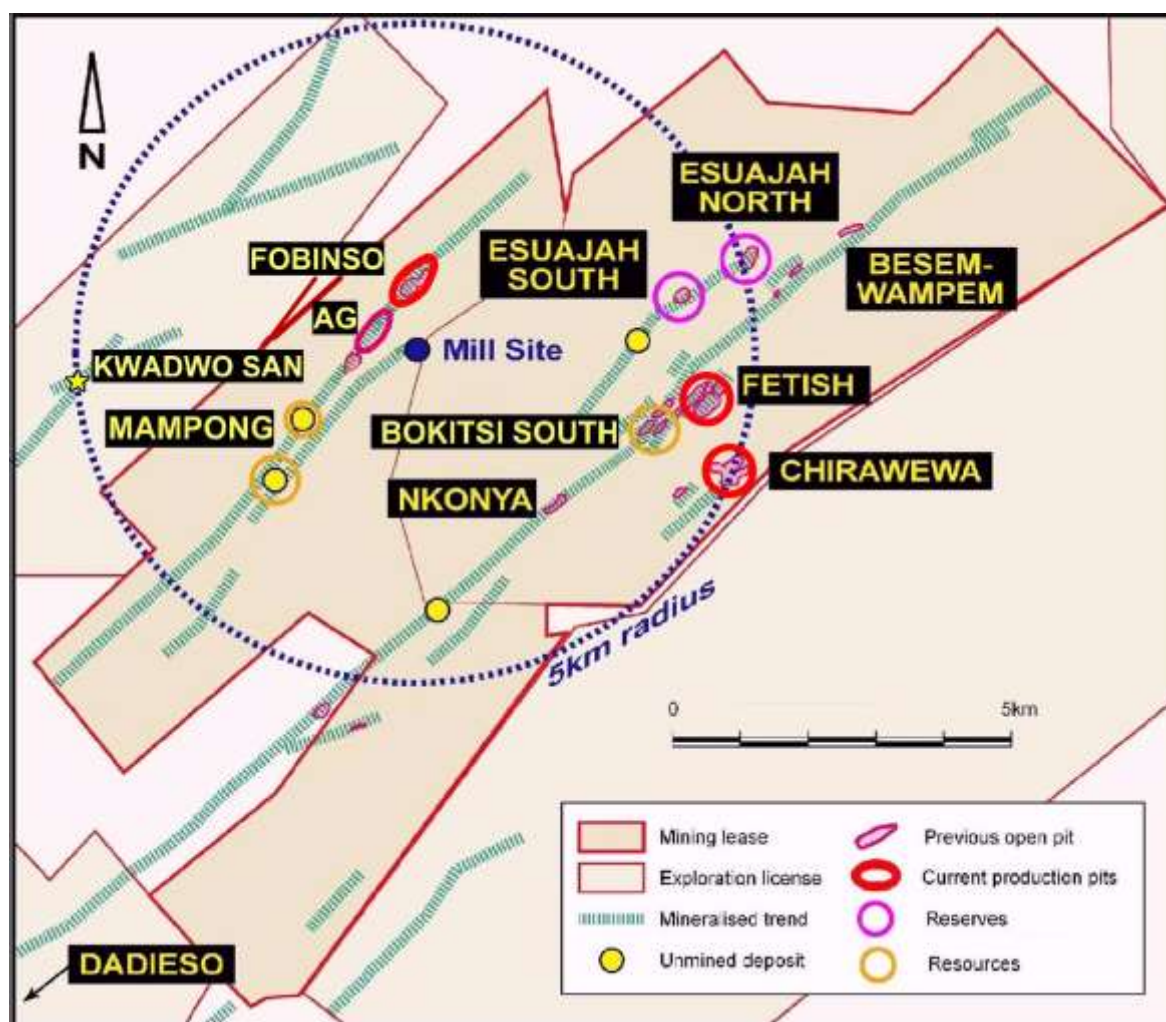 N
ESUAJAH
NORTH
FOBINSO
ESUAJAH
SOUTH
BESEM-
WAMPEM
AG
Mill Site
KWADWO SAN
FETISH
MAMPONG
BOKITSI SOUTH
CHIRAWEWA
NKONYA
5km radius
0 5km
Mining lease
Exploration license
Mineralised trend
Unmined deposit
Previous open pit
Current production pits
Reserves
Resources
DADIESO